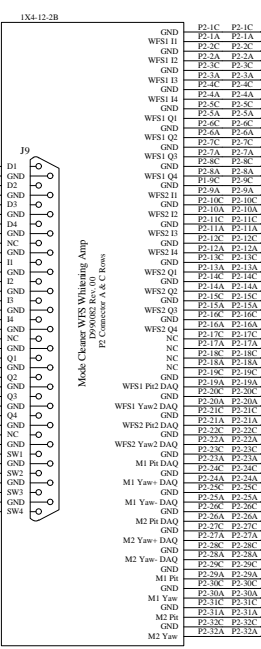 1X4-12-2B
J9
D1
GND
D2
GND
D3
GND
D4
GND
NC
GND
I1
GND
I2
GND
I3
GND
I4
GND
NC
GND
Q1
GND
Q2
GND
Q3
GND
Q4
GND
NC
GND
SW1
GND
SW2
GND
SW3
GND
SW4
Mode Cleaner WFS Whitening Amp
D990082 Rev. 00
P2 Connector A & C Rows
GND P2-1C P2-1C
WFS1 I1 P2-1A P2-1A
GND P2-2C P2-2C
WFS1 I2 P2-2A P2-2A
GND P2-3C P2-3C
WFS1 I3 P2-3A P2-3A
GND P2-4C P2-4C
WFS1 I4 P2-4A P2-4A
GND P2-5C P2-5C
WFS1 Q1 P2-5A P2-5A
GND P2-6C P2-6C
WFS1 Q2 P2-6A P2-6A
GND P2-7C P2-7C
WFS1 Q3 P2-7A P2-7A
GND P2-8C P2-8C
WFS1 Q4 P2-8A P2-8A
GND P1-9C P2-9C
WFS2 I1 P2-9A P2-9A
GND P2-10C P2-10C
WFS2 I2 P2-10A P2-10A
GND P2-11C P2-11C
WFS2 I3 P2-11A P2-11A
GND P2-12C P2-12C
WFS2 I4 P2-12A P2-12A
GND P2-13C P2-13C
WFS2 Q1 P2-13A P2-13A
GND P2-14C P2-14C
WFS2 Q2 P2-14A P2-14A
GND P2-15C P2-15C
WFS2 Q3 P2-15A P2-15A
GND P2-16C P2-16C
WFS2 Q4 P2-16A P2-16A
NC P2-17C P2-17C
NC P2-17A P2-17A
NC P2-18C P2-18C
NC P2-18A P2-18A
GND P2-19C P2-19C
WFS1 Pit2 DAQ P2-19A P2-19A
GND P2-20C P2-20C
WFS1 Yaw2 DAQ P2-20A P2-20A
GND P2-21C P2-21C
WFS2 Pit2 DAQ P2-21A P2-21A
GND P2-22C P2-22C
WFS2 Yaw2 DAQ P2-22A P2-22A
GND P2-23C P2-23C
M1 Pit DAQ P2-23A P2-23A
GND P2-24C P2-24C
M1 Yaw+ DAQ P2-24A P2-24A
GND P2-25C P2-25C
M1 Yaw- DAQ P2-25A P2-25A
GND P2-26C P2-26C
M2 Pit DAQ P2-26A P2-26A
GND P2-27C P2-27C
M2 Yaw+ DAQ P2-27A P2-27A
GND P2-28C P2-28C
M2 Yaw- DAQ P2-28A P2-28A
GND P2-29C P2-29C
M1 Pit P2-29A P2-29A
GND P2-30C P2-30C
M1 Yaw P2-30A P2-30A
GND P2-31C P2-31C
M2 Pit P2-31A P2-31A
GND P2-32C P2-32C
M2 Yaw P2-32A P2-32A